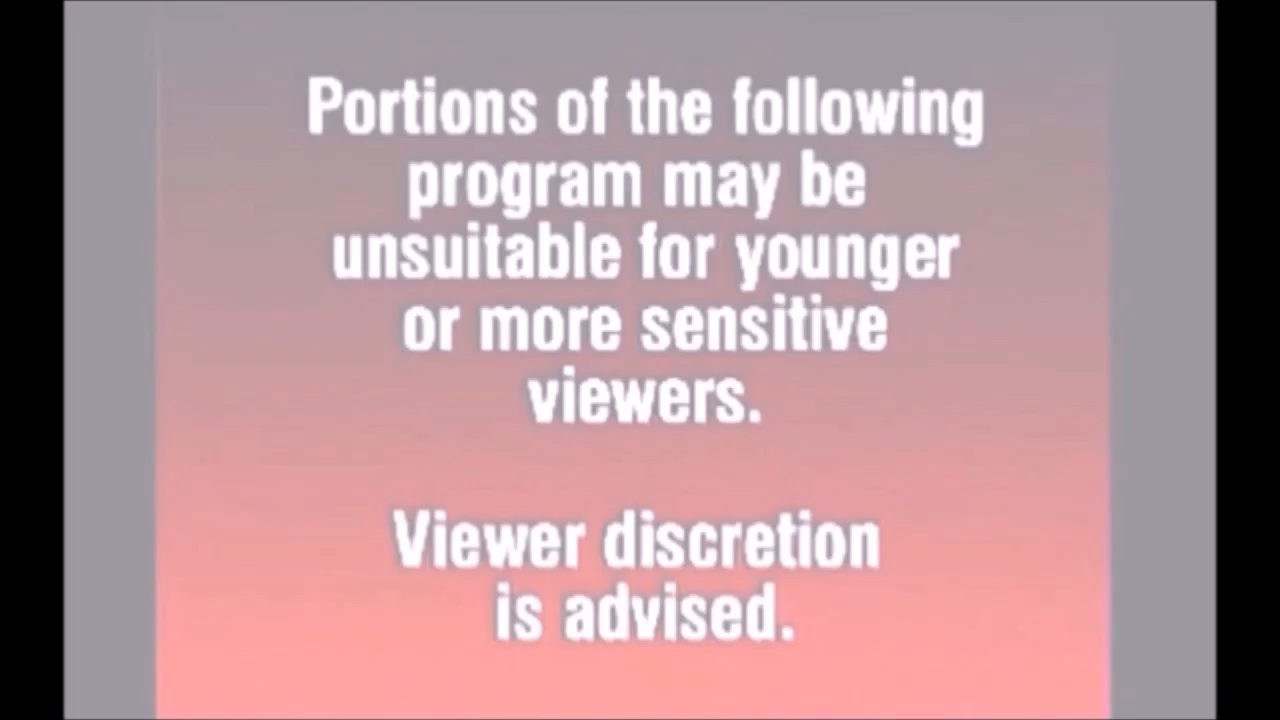 Portions of the following
program may be
unsuitable for younger
or more sensitive
viewers.
Viewer discretion
is advised.